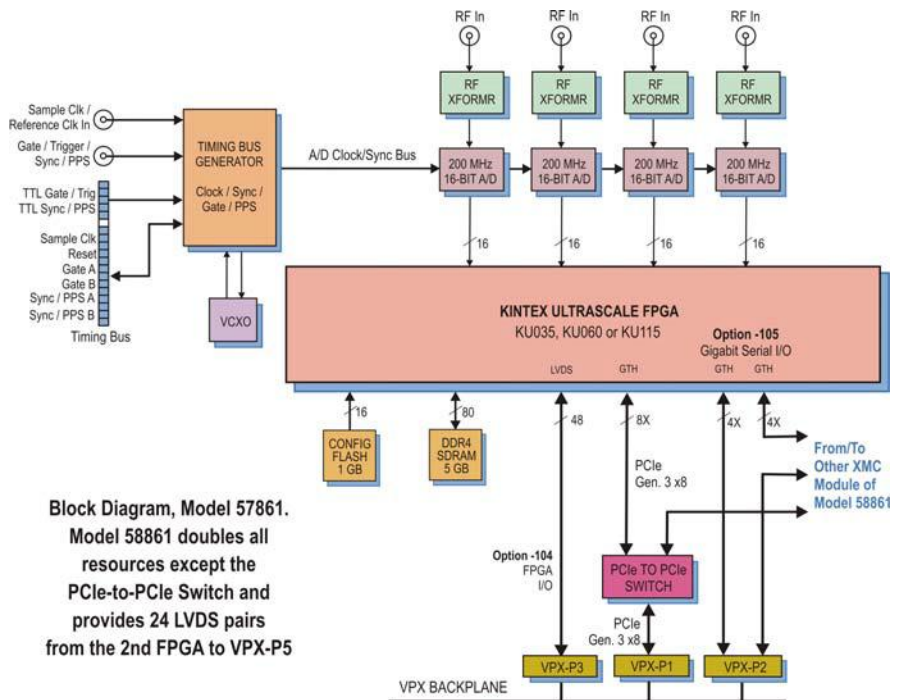 RF In
RF In
RF In
RF In
RF
XFORMR
RF
XFORMR
RF
XFORMR
RF
XFORMR
Sample Clk /
Reference Clk In
Gate / Trigger /
Sync / PPS
TTL Gate / Trig
TTL Sync / PPS
Sample Clk
Reset
Gate A
Gate B
Sync / PPS A
Sync / PPS B
Timing Bus
TIMING BUS
GENERATOR
Clock / Sync /
Gate / PPS
VCXO
A/D Clock/Sync Bus
200 MHz
16-BIT A/D
200 MHz
16-BIT A/D
200 MHz
16-BIT A/D
200 MHz
16-BIT A/D
16
16
16
16
KINTEX ULTRASCALE FPGA
KU035, KU060 or KU115
Option -105
Gigabit Serial I/O
LVDS
GTH
GTH
GTH
16
80
48
8X
4X
4X
CONFIG
FLASH
1 GB
DDR4
SDRAM
5 GB
PCIe
Gen. 3 x8
From/To
Other XMC
Module of
Model 58861
Block Diagram, Model 57861.
Model 58861 doubles all
resources except the
PCIe-to-PCIe Switch and
provides 24 LVDS pairs
from the 2nd FPGA to VPX-P5
Option -104
FPGA
I/O
PCIe TO PCIe
SWITCH
PCIe
Gen. 3 x8
VPX-P3
VPX-P1
VPX-P2
VPX BACKPLANE